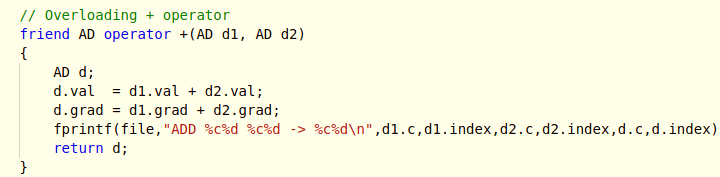 // Overloading + operator
friend AD operator +(AD d1, AD d2)
{
    AD d;
    d.val  = d1.val + d2.val;
    d.grad = d1.grad + d2.grad;
    fprintf(file,"ADD %c%d %c%d -> %c%d\n",d1.c,d1.index,d2.c,d2.index,d.c,d.index)
    return d;
}